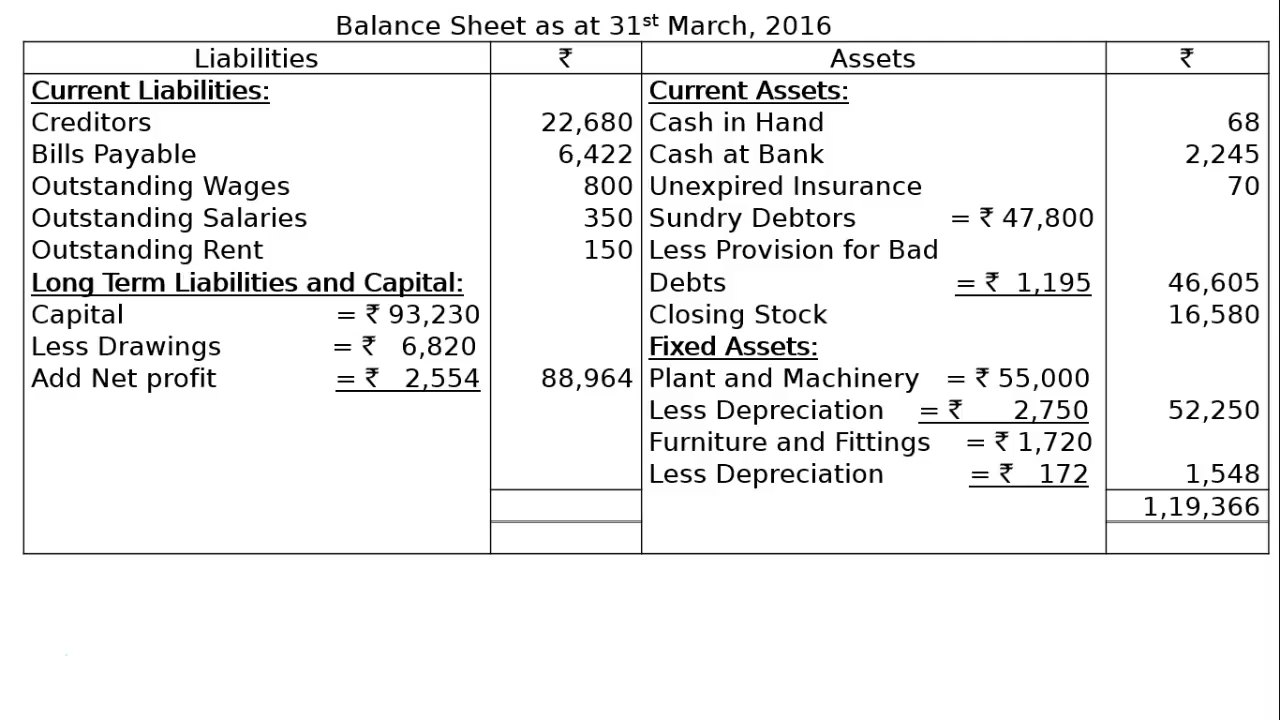 Balance Sheet as at 31st March, 2016
Liabilities ₹ Assets ₹
Current Liabilities: Current Assets:
Creditors 22,680 Cash in Hand 68
Bills Payable 6,422 Cash at Bank 2,245
Outstanding Wages 800 Unexpired Insurance 70
Outstanding Salaries 350 Sundry Debtors = ₹ 47,800
Outstanding Rent 150 Less Provision for Bad
Long Term Liabilities and Capital: Debts = ₹ 1,195 46,605
Capital = ₹ 93,230 Closing Stock 16,580
Less Drawings = ₹ 6,820 Fixed Assets:
Add Net profit = ₹ 2,554 88,964 Plant and Machinery = ₹ 55,000
Less Depreciation = ₹ 2,750 52,250
Furniture and Fittings = ₹ 1,720
Less Depreciation = ₹ 172 1,548
1,19,366